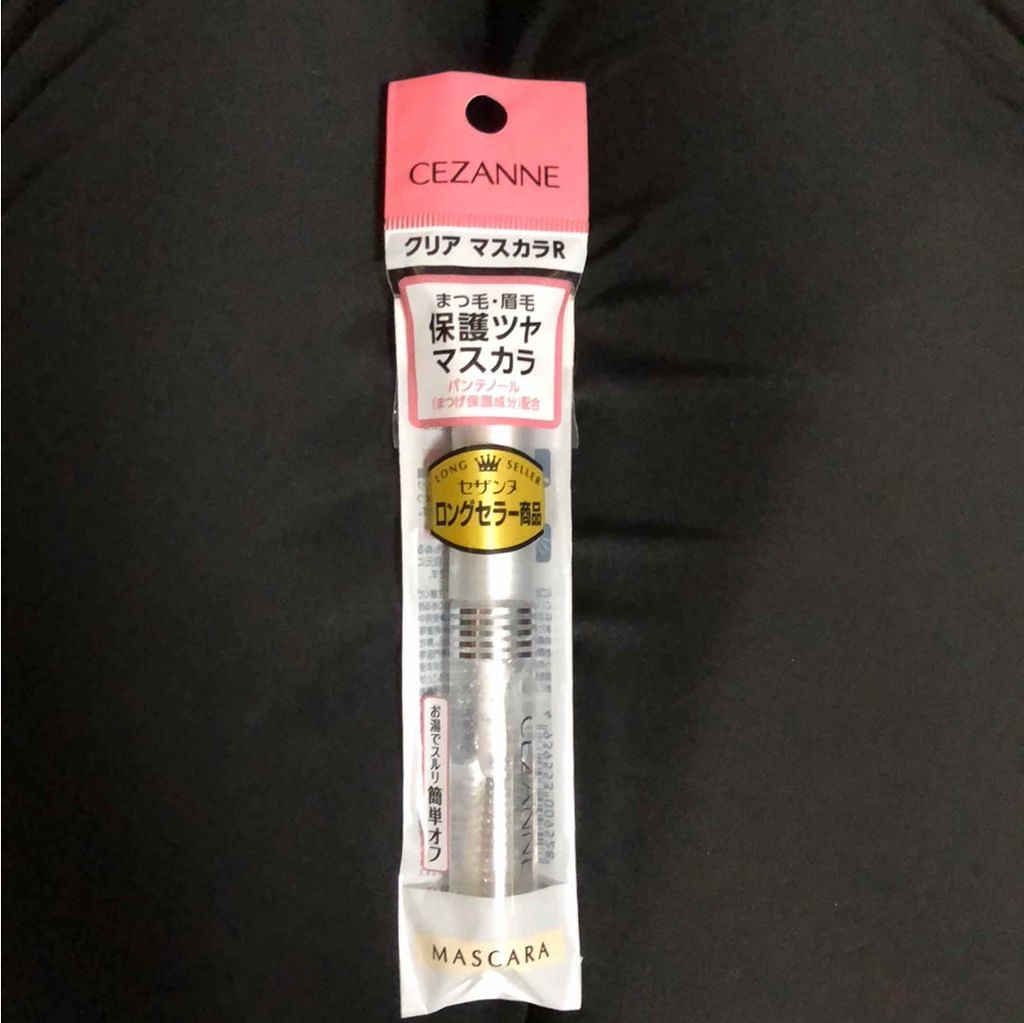 CEZANNE
クリア マスカラR
まつ毛・眉毛
保護ツヤ
マスカラ
パンテノール
(まつげ保護成分)配合
LONG SELLER
セザンヌ
ロングセラー商品
お湯でスルリ 簡単オフ
CEZANNE
MASCARA